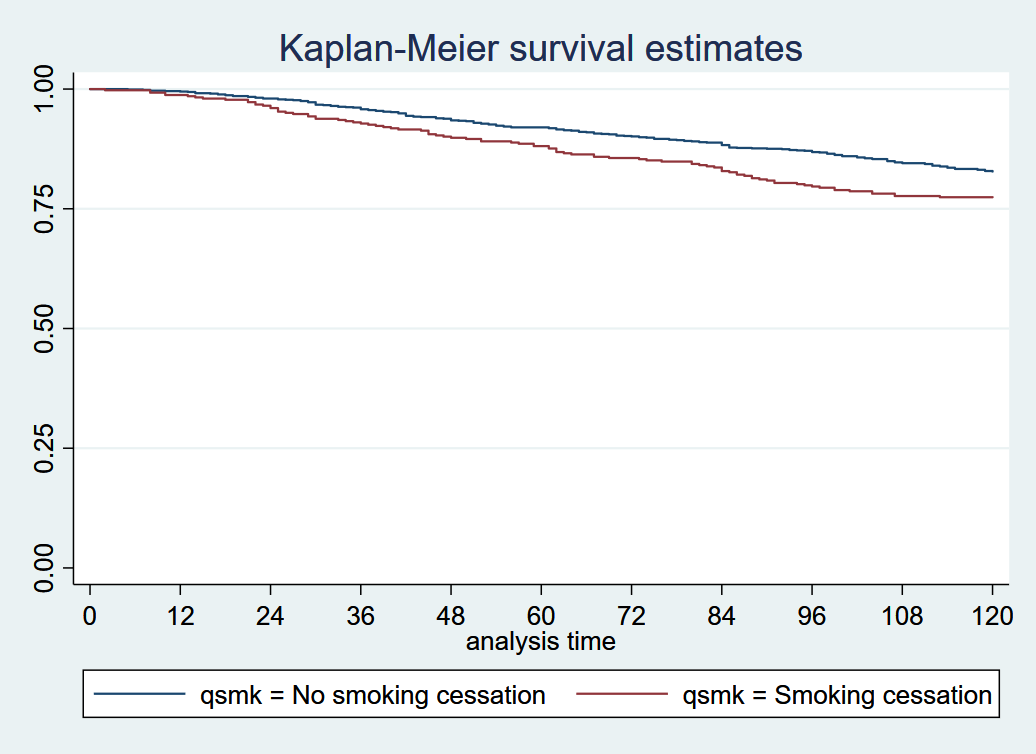 Kaplan-Meier survival estimates
1.00
0.75
0.50
0.25
0.00
0 12 24 36 48 60 72 84 96 108 120
analysis time
qsmk = No smoking cessation qsmk = Smoking cessation